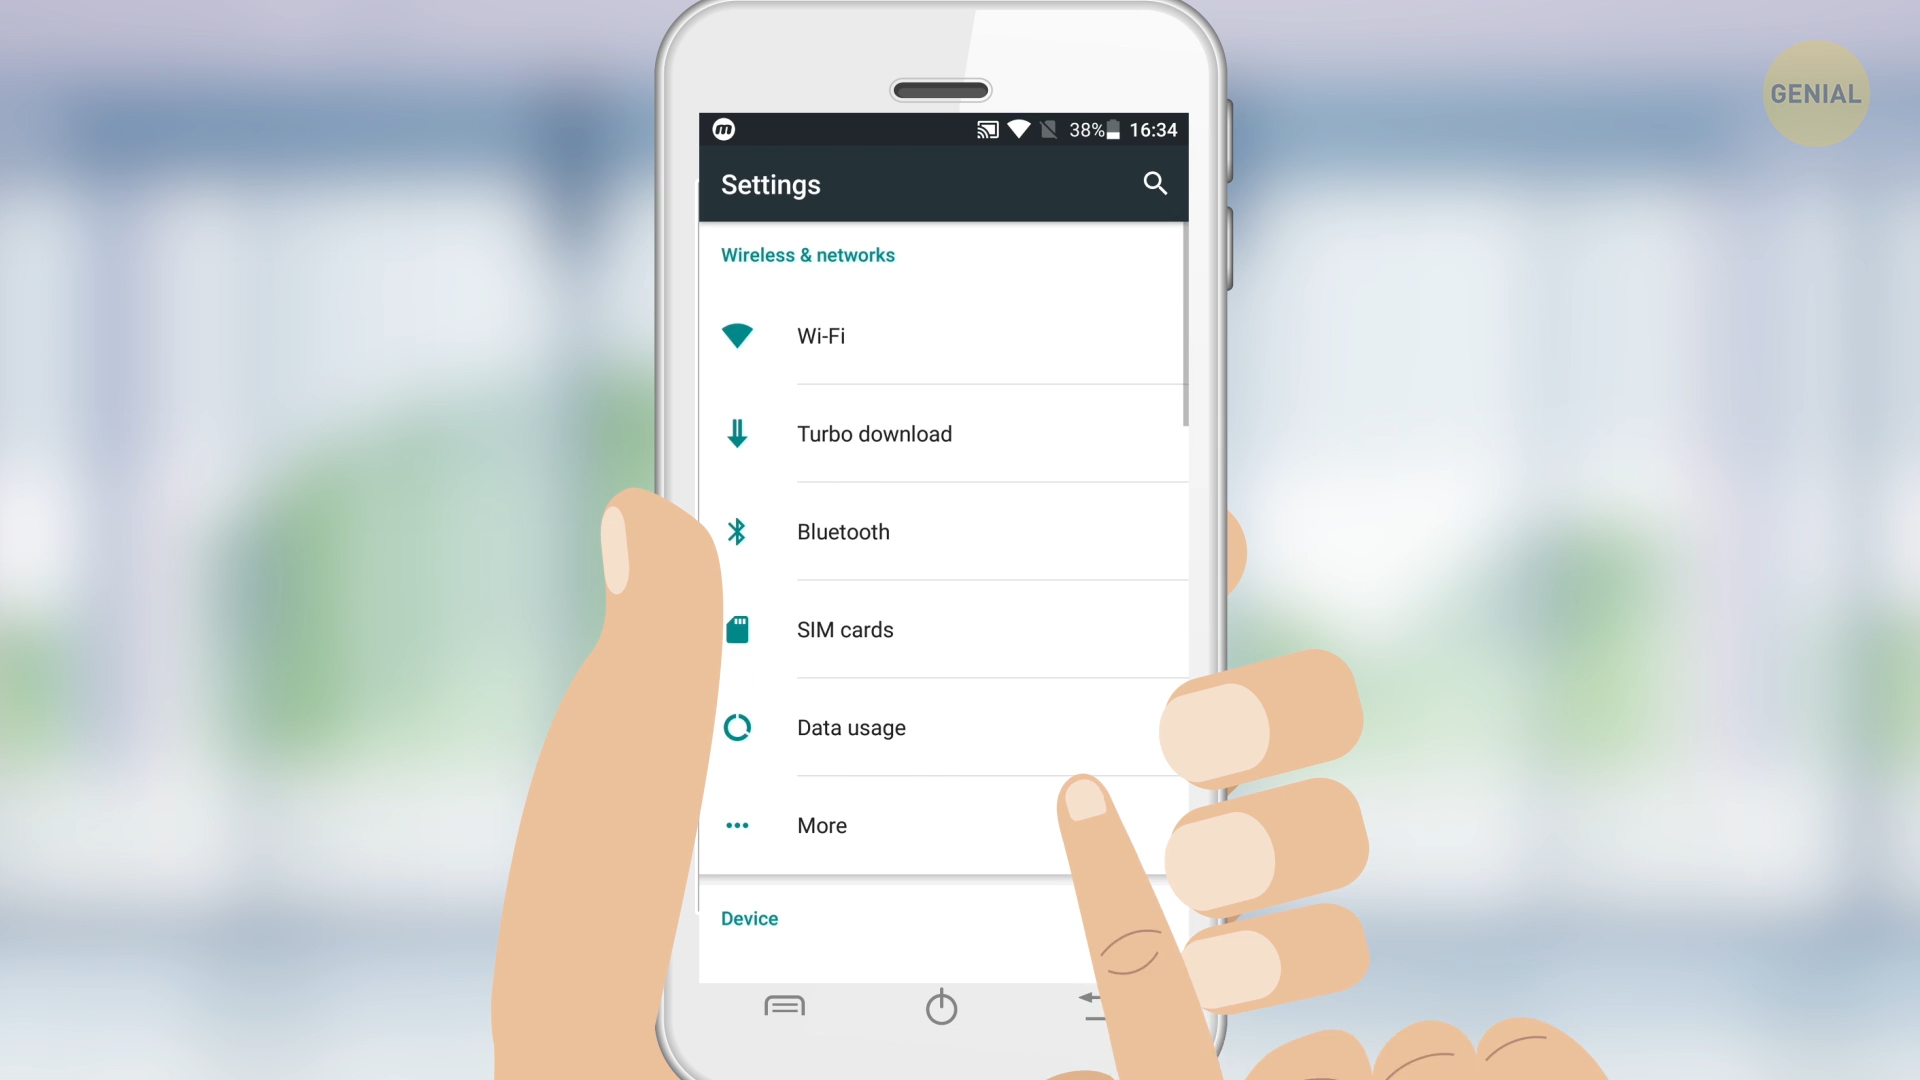 GENIAL
38% 16:34
Settings
Wireless & networks
Wi-Fi
Turbo download
Bluetooth
SIM cards
Data usage
More
Device